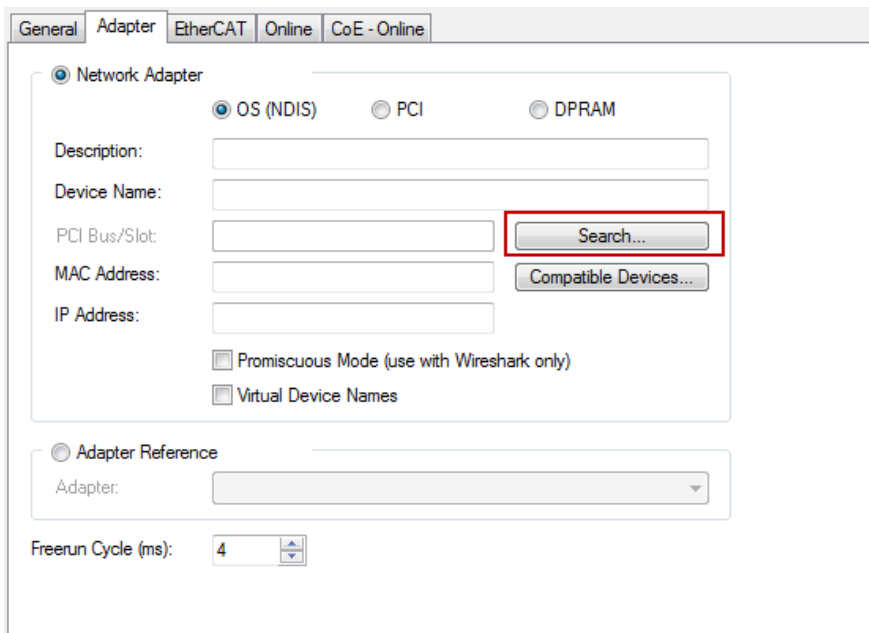 General Adapter EtherCAT Online CoE - Online
Network Adapter
OS (NDIS) PCI DPRAM
Description:
Device Name:
PCI Bus/Slot: Search...
MAC Address: Compatible Devices...
IP Address:
Promiscuous Mode (use with Wireshark only)
Virtual Device Names
Adapter Reference
Adapter:
Freerun Cycle (ms): 4